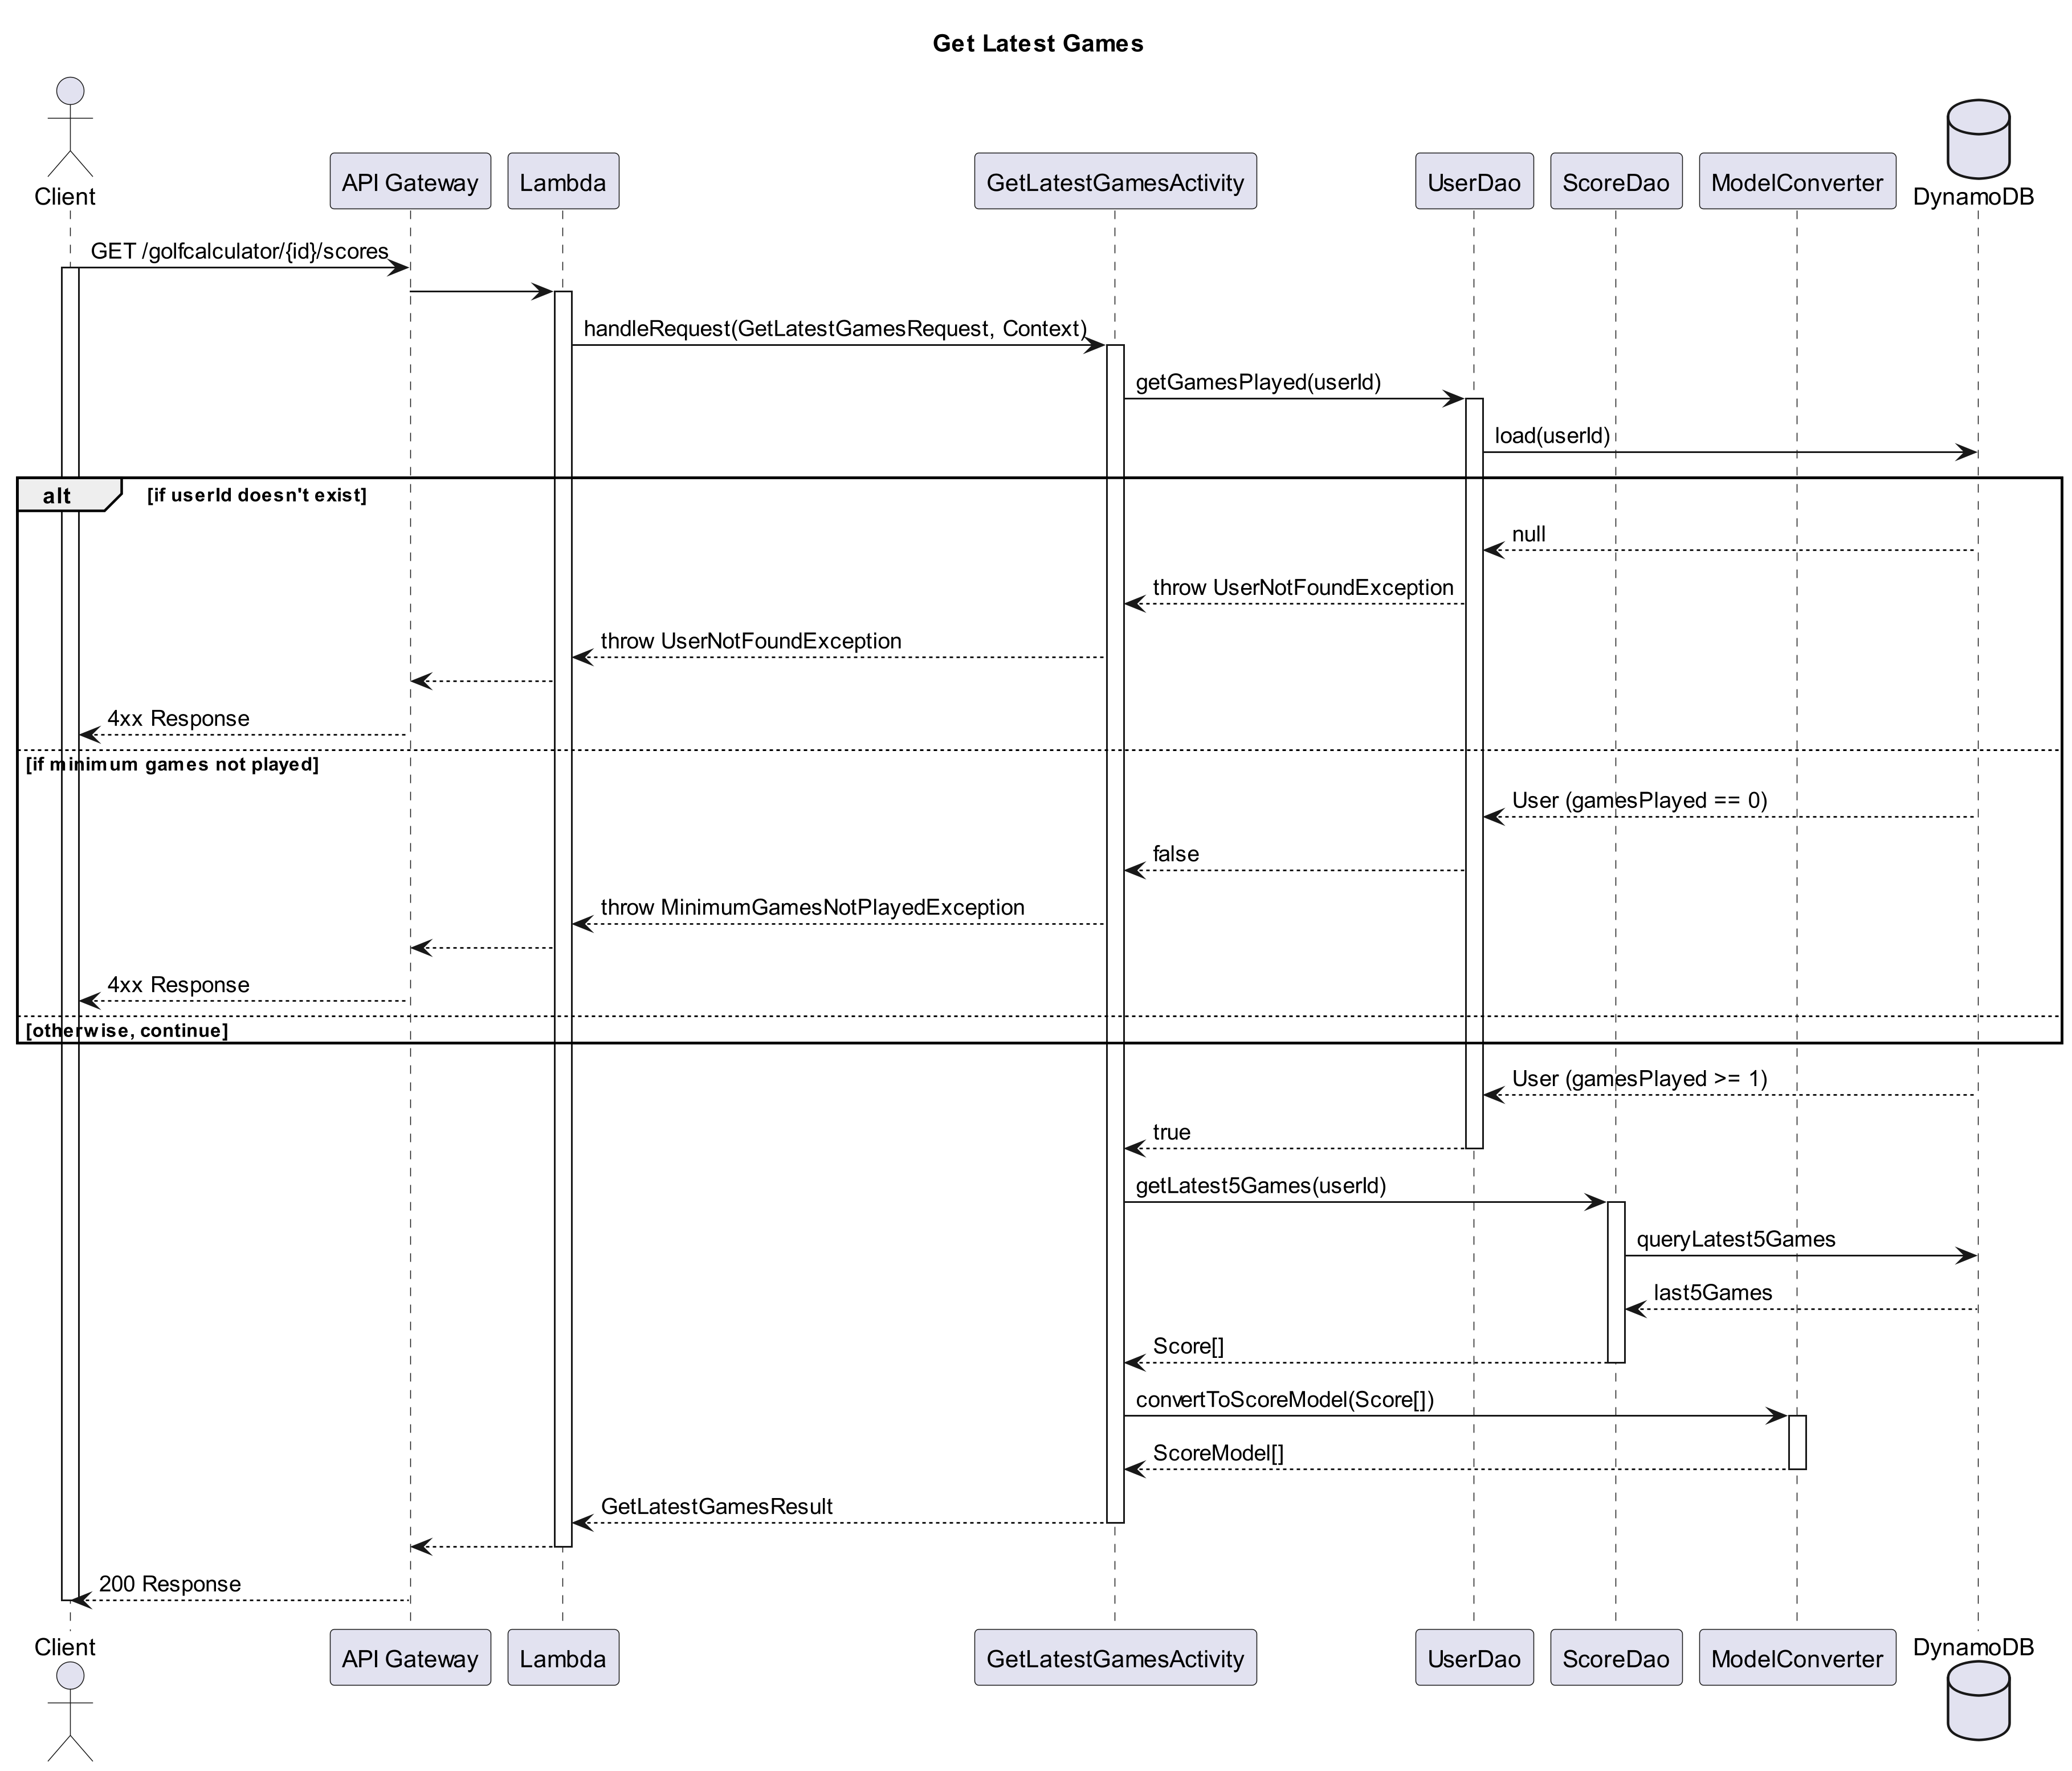 Get Latest Games
Client
API Gateway
Lambda
GetLatestGamesActivity
UserDao
ScoreDao
ModelConverter
DynamoDB
GET /golfcalculator/{id}/scores
handleRequest(GetLatestGamesRequest, Context)
getGamesPlayed(userId)
load(userId)
alt
[if userId doesn't exist]
null
throw UserNotFoundException
throw UserNotFoundException
4xx Response
[if minimum games not played]
User (gamesPlayed == 0)
false
throw MinimumGamesNotPlayedException
4xx Response
[otherwise, continue]
User (gamesPlayed >= 1)
true
getLatest5Games(userId)
queryLatest5Games
last5Games
Score[]
convertToScoreModel(Score[])
ScoreModel[]
GetLatestGamesResult
200 Response
Client
API Gateway
Lambda
GetLatestGamesActivity
UserDao
ScoreDao
ModelConverter
DynamoDB